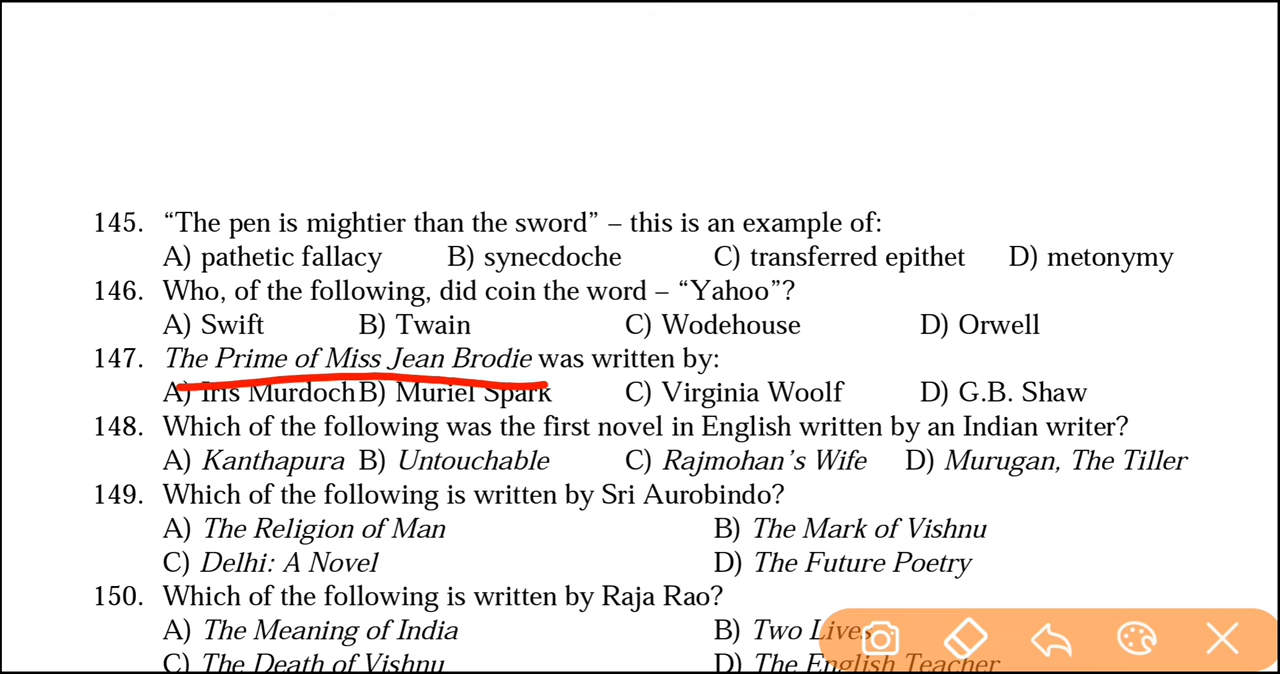 145. “The pen is mightier than the sword” – this is an example of:
A) pathetic fallacy B) synecdoche C) transferred epithet D) metonymy
146. Who, of the following, did coin the word – “Yahoo”?
A) Swift B) Twain C) Wodehouse D) Orwell
147. The Prime of Miss Jean Brodie was written by:
A) Iris Murdoch B) Muriel Spark C) Virginia Woolf D) G.B. Shaw
148. Which of the following was the first novel in English written by an Indian writer?
A) Kanthapura B) Untouchable C) Rajmohan’s Wife D) Murugan, The Tiller
149. Which of the following is written by Sri Aurobindo?
A) The Religion of Man B) The Mark of Vishnu
C) Delhi: A Novel D) The Future Poetry
150. Which of the following is written by Raja Rao?
A) The Meaning of India B) Two Lives
C) The Death of Vishnu D) The English Teacher